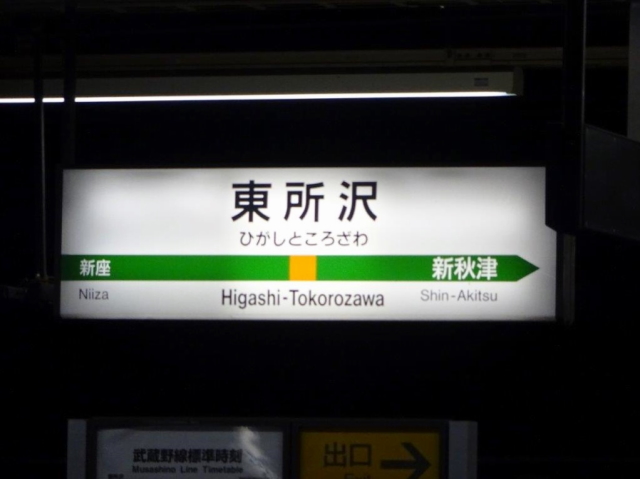 東所沢
ひがしところざわ
新座 新秋津
Niiza Higashi-Tokorozawa Shin-Akitsu
武蔵野線標準時刻
Musashino Line Timetable
出口
Exit